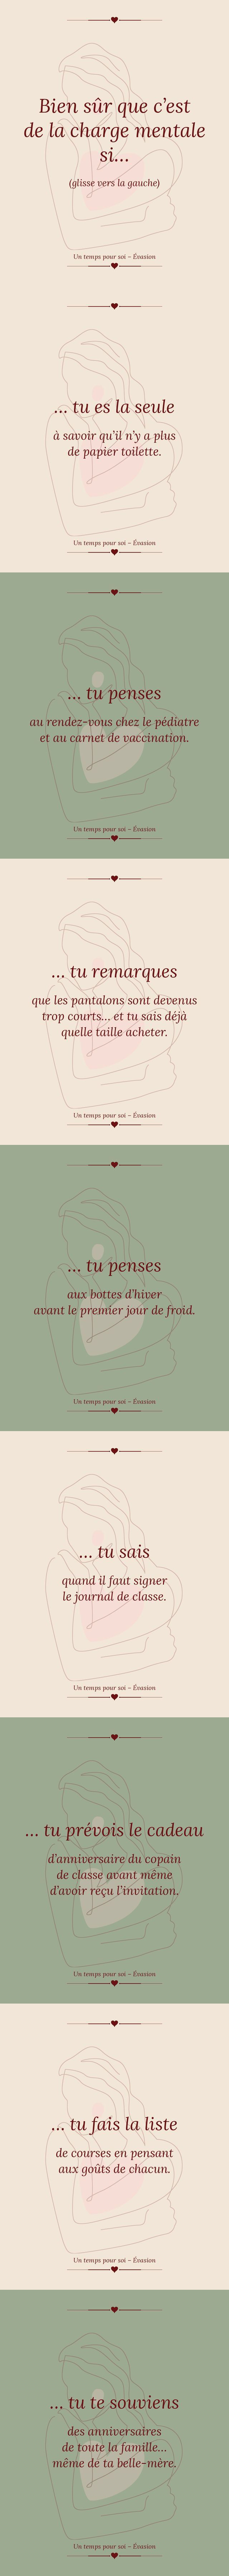 Bien sûr que c’est
de la charge mentale
si…
(glisse vers la gauche)
Un temps pour soi – Évasion
… tu es la seule
à savoir qu’il n’y a plus
de papier toilette.
Un temps pour soi – Évasion
… tu penses
au rendez-vous chez le pédiatre
et au carnet de vaccination.
Un temps pour soi – Évasion
… tu remarques
que les pantalons sont devenus
trop courts… et tu sais déjà
quelle taille acheter.
Un temps pour soi – Évasion
… tu penses
aux bottes d’hiver
avant le premier jour de froid.
Un temps pour soi – Évasion
… tu sais
quand il faut signer
le journal de classe.
Un temps pour soi – Évasion
… tu prévois le cadeau
d’anniversaire du copain
de classe avant même
d’avoir reçu l’invitation.
Un temps pour soi – Évasion
… tu fais la liste
de courses en pensant
aux goûts de chacun.
Un temps pour soi – Évasion
… tu te souviens
des anniversaires
de toute la famille…
même de ta belle-mère.
Un temps pour soi – Évasion